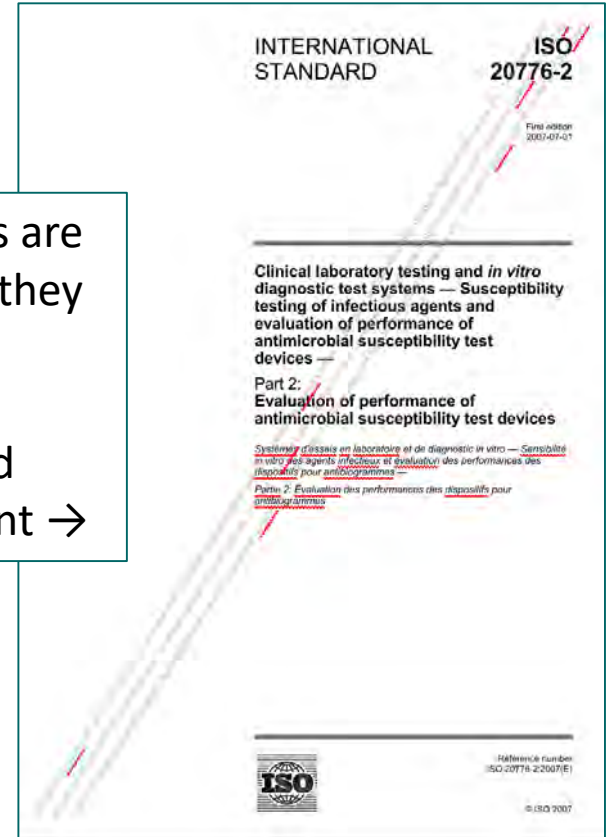 INTERNATIONAL STANDARD
ISO 20776-2
First edition
2007-07-01
s are
they
d
nt →
Clinical laboratory testing and in vitro
diagnostic test systems — Susceptibility
testing of infectious agents and
evaluation of performance of
antimicrobial susceptibility test
devices —
Part 2:
Evaluation of performance of
antimicrobial susceptibility test devices
Systèmes d'essais en laboratoire et de diagnostic in vitro — Sensibilité
in vitro des agents infectieux et évaluation des performances des
dispositifs pour antibiogrammes —
Partie 2: Évaluation des performances des dispositifs pour
antibiogrammes
ISO
Reference number
ISO 20776-2:2007(E)
© ISO 2007